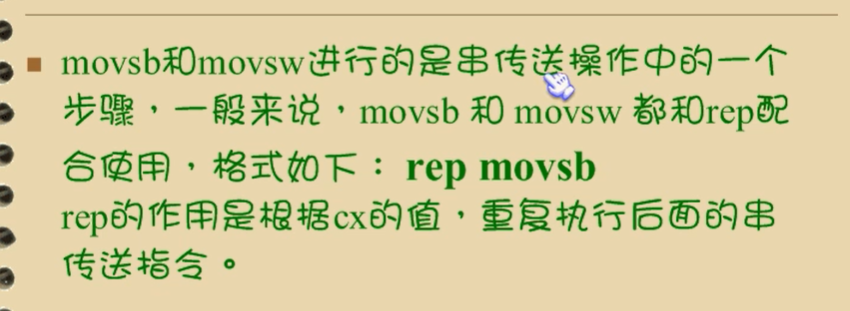 movsb和movsw进行的是串传送操作中的一个
步骤，一般来说，movsb 和 movsw 都和rep配
合使用，格式如下： rep movsb
rep的作用是根据cx的值，重复执行后面的串
传送指令。